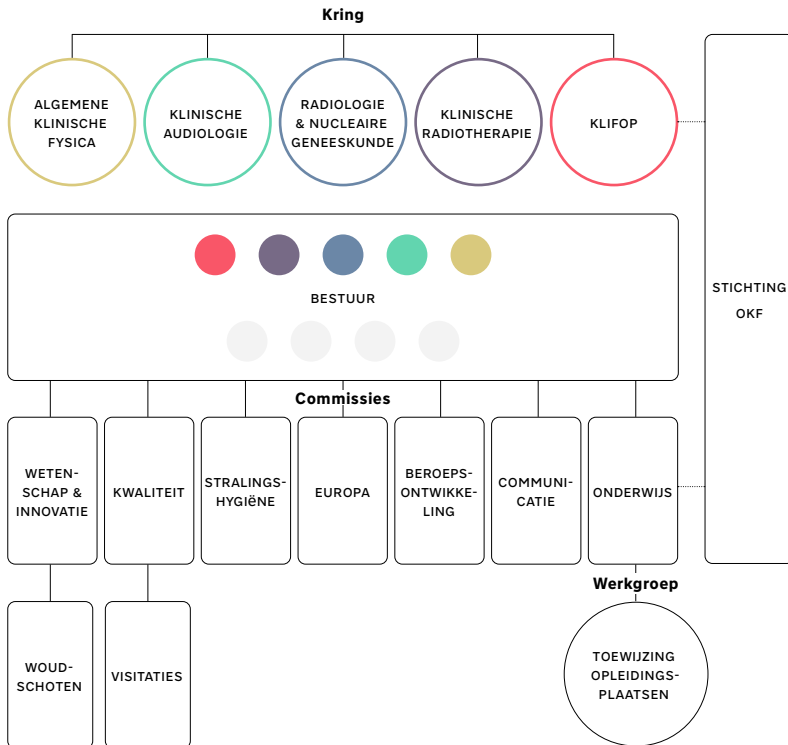 Kring
ALGEMENE
KLINISCHE
FYSICA
KLINISCHE
AUDIOLOGIE
RADIOLOGIE
& NUCLEAIRE
GENEESKUNDE
KLINISCHE
RADIOTHERAPIE
KLIFOP
STICHTING
OKF
BESTUUR
Commissies
WETEN-
SCHAP &
INNOVATIE
KWALITEIT
STRALINGS-
HYGIëNE
EUROPA
BEROEPS-
ONTWIKKE-
LING
COMMUNI-
CATIE
ONDERWIJS
Werkgroep
WOUD-
SCHOTEN
VISITATIES
TOEWIJZING
OPLEIDINGS-
PLAATSEN